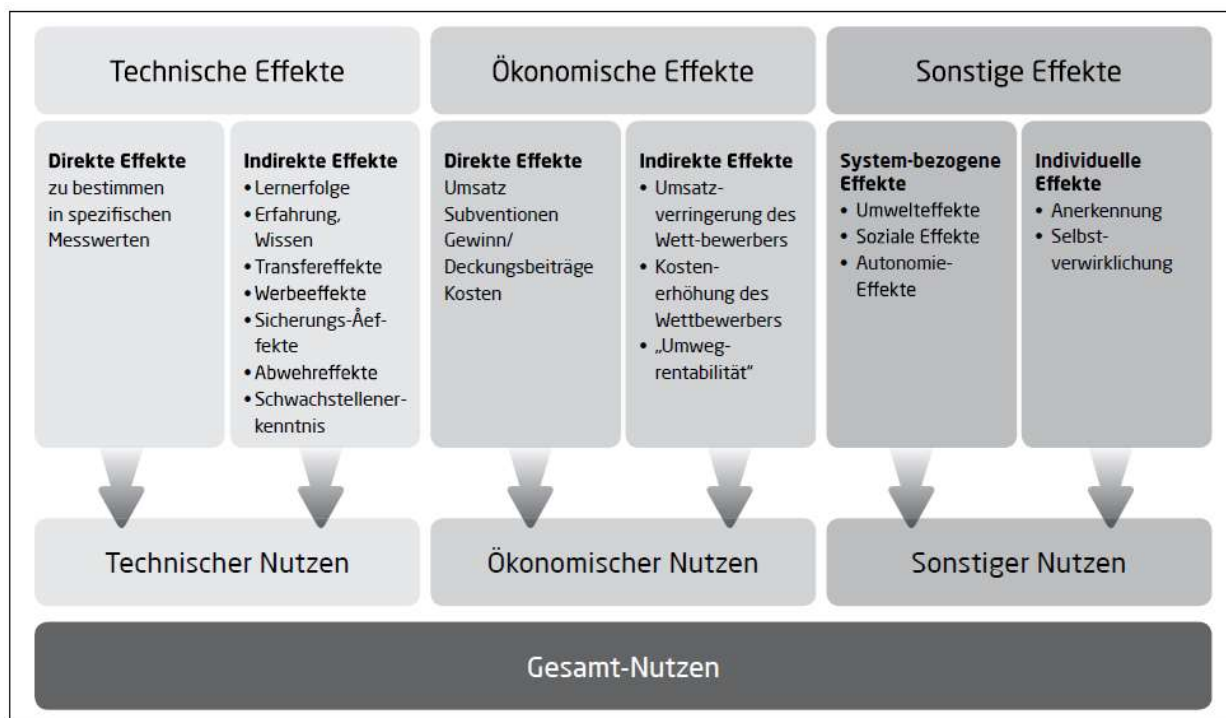 Technische Effekte
Ökonomische Effekte
Sonstige Effekte
Direkte Effekte
zu bestimmen
in spezifischen
Messwerten
Indirekte Effekte
• Lernerfolge
• Erfahrung,
Wissen
• Transfereffekte
• Werbeeffekte
• Sicherungs-Åef-
fekte
• Abwehreffekte
• Schwachstellener-
kenntnis
Direkte Effekte
Umsatz
Subventionen
Gewinn/
Deckungsbeiträge
Kosten
Indirekte Effekte
• Umsatz-
verringerung des
Wett-bewerbers
• Kosten-
erhöhung des
Wettbewerbers
• „Umweg-
rentabilität“
System-bezogene
Effekte
• Umwelteffekte
• Soziale Effekte
• Autonomie-
Effekte
Individuelle
Effekte
• Anerkennung
• Selbst-
verwirklichung
Technischer Nutzen
Ökonomischer Nutzen
Sonstiger Nutzen
Gesamt-Nutzen